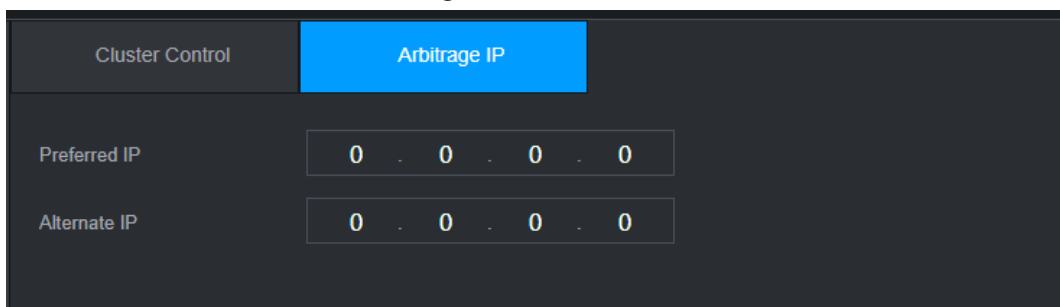 Cluster Control Arbitrage IP
Preferred IP 0 . 0 . 0 . 0
Alternate IP 0 . 0 . 0 . 0